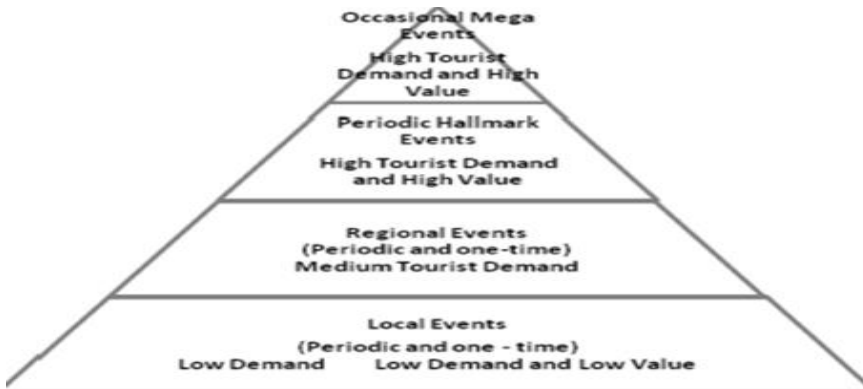 Occasional Mega
Events
High Tourist
Demand and High
Value
Periodic Hallmark
Events
High Tourist Demand
and High Value
Regional Events
(Periodic and one-time)
Medium Tourist Demand
Local Events
(Periodic and one - time)
Low Demand Low Demand and Low Value